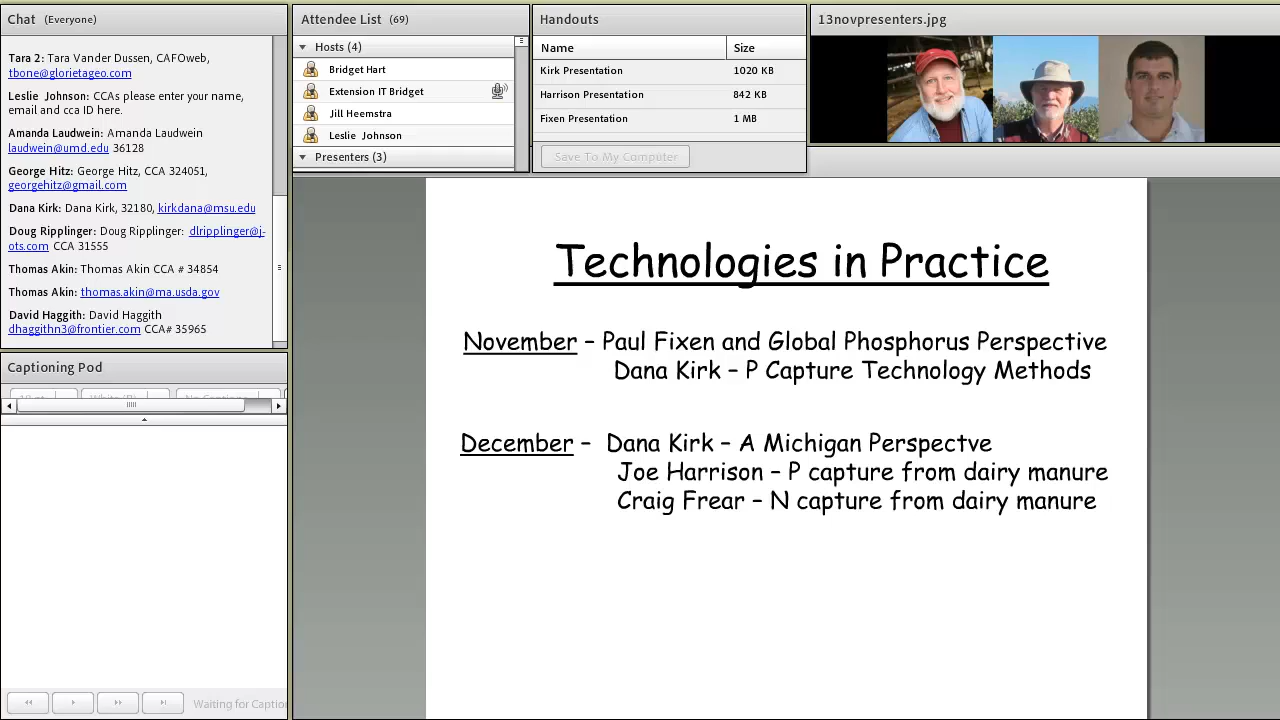 Chat (Everyone)
Tara 2: Tara Vander Dussen, CAFOweb,
tbone@glorietageo.com
Leslie Johnson: CCAs please enter your name,
email and cca ID here.
Amanda Laudwein: Amanda Laudwein
laudwein@umd.edu 36128
George Hitz: George Hitz, CCA 324051,
georgehitz@gmail.com
Dana Kirk: Dana Kirk, 32180, kirkdana@msu.edu
Doug Ripplinger: Doug Ripplinger: dlripplinger@j-
ots.com CCA 31555
Thomas Akin: Thomas Akin CCA # 34854
Thomas Akin: thomas.akin@ma.usda.gov
David Haggith: David Haggith
dhaggithn3@frontier.com CCA# 35965
Captioning Pod
Waiting for Captio
Attendee List (69)
Hosts (4)
Bridget Hart
Extension IT Bridget
Jill Heemstra
Leslie Johnson
Presenters (3)
Handouts
Name Size
Kirk Presentation 1020 KB
Harrison Presentation 842 KB
Fixen Presentation 1 MB
Save To My Computer
13novpresenters.jpg
Technologies in Practice
November – Paul Fixen and Global Phosphorus Perspective
Dana Kirk – P Capture Technology Methods
December – Dana Kirk – A Michigan Perspectve
Joe Harrison – P capture from dairy manure
Craig Frear – N capture from dairy manure